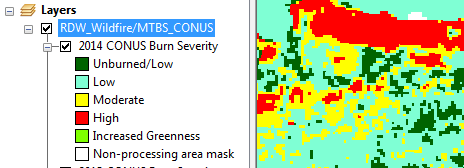 Layers
RDW_Wildfire/MTBS_CONUS
2014 CONUS Burn Severity
Unburned/Low
Low
Moderate
High
Increased Greenness
Non-processing area mask